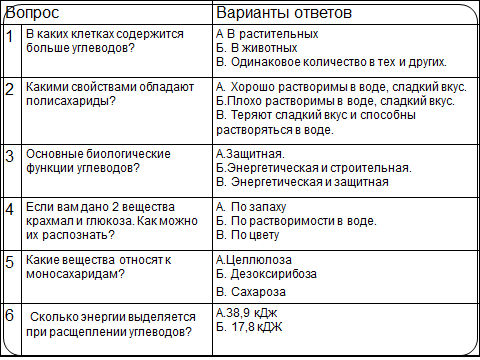 Вопрос
Варианты ответов
1
В каких клетках содержится
больше углеводов?
А В растительных
Б. В животных
В. Одинаковое количество в тех и других.
2
Какими свойствами обладают
полисахариды?
А. Хорошо растворимы в воде, сладкий вкус.
Б.Плохо растворимы в воде, сладкий вкус.
В. Теряют сладкий вкус и способны
растворяться в воде.
3
Основные биологические
функции углеводов?
А.Защитная.
Б.Энергетическая и строительная.
В. Энергетическая и защитная
4
Если вам дано 2 вещества
крахмал и глюкоза. Как можно
их распознать?
А. По запаху
Б. По растворимости в воде.
В. По цвету
5
Какие вещества относят к
моносахаридам?
А.Целлюлоза
Б. Дезоксирибоза
В. Сахароза
6
Сколько энергии выделяется
при расщеплении углеводов?
А.38,9 кДж
Б. 17,8 кДЖ